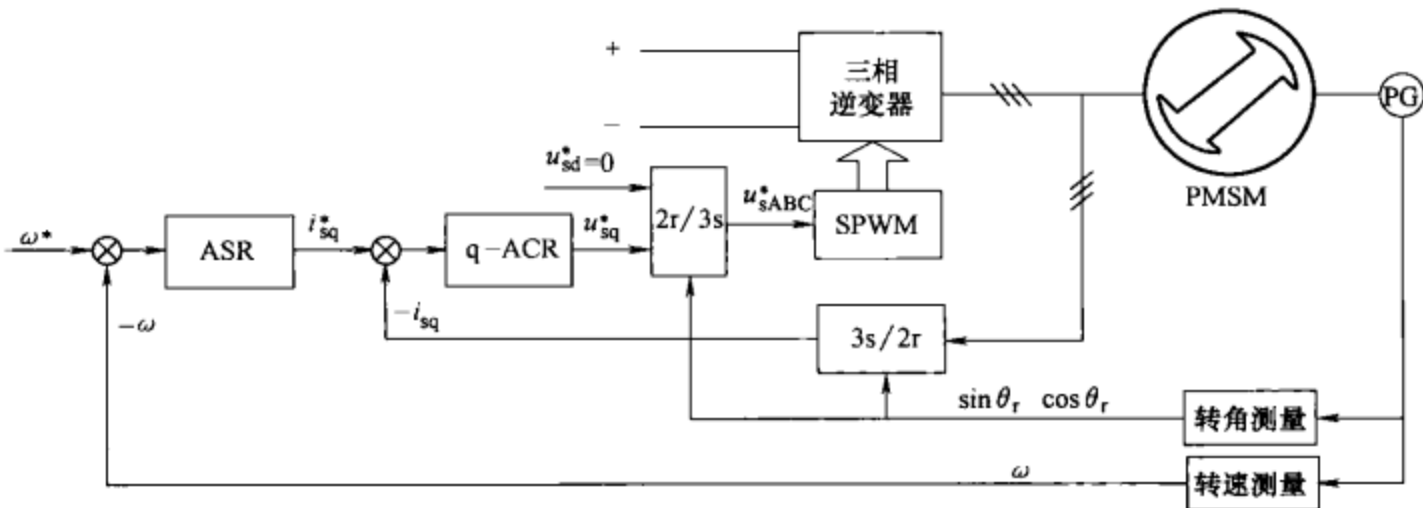 +
三相
逆变器
−
PG
PMSM
u*sd=0
2r/3s
u*sABC
SPWM
ω*
ASR
i*sq
q-ACR
u*sq
−ω
−isq
3s/2r
sinθr cosθr
转角测量
ω
转速测量